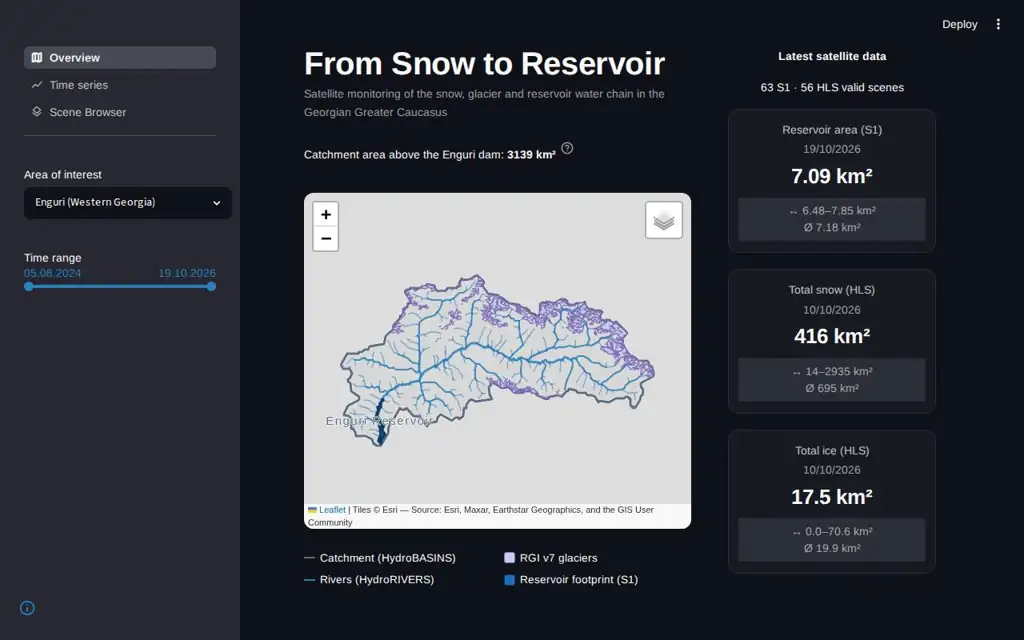 Deploy
Overview
Time series
Scene Browser
Area of interest
Enguri (Western Georgia)
Time range
05.08.2024 19.10.2026
From Snow to Reservoir
Satellite monitoring of the snow, glacier and reservoir water chain in the
Georgian Greater Caucasus
Catchment area above the Enguri dam: 3139 km²
+
−
Enguri Reservoir
Leaflet | Tiles © Esri — Source: Esri, Maxar, Earthstar Geographics, and the GIS User
Community
Catchment (HydroBASINS)
RGI v7 glaciers
Rivers (HydroRIVERS)
Reservoir footprint (S1)
Latest satellite data
63 S1 · 56 HLS valid scenes
Reservoir area (S1)
19/10/2026
7.09 km²
↔ 6.48–7.85 km²
Ø 7.18 km²
Total snow (HLS)
10/10/2026
416 km²
↔ 14–2935 km²
Ø 695 km²
Total ice (HLS)
10/10/2026
17.5 km²
↔ 0.0–70.6 km²
Ø 19.9 km²